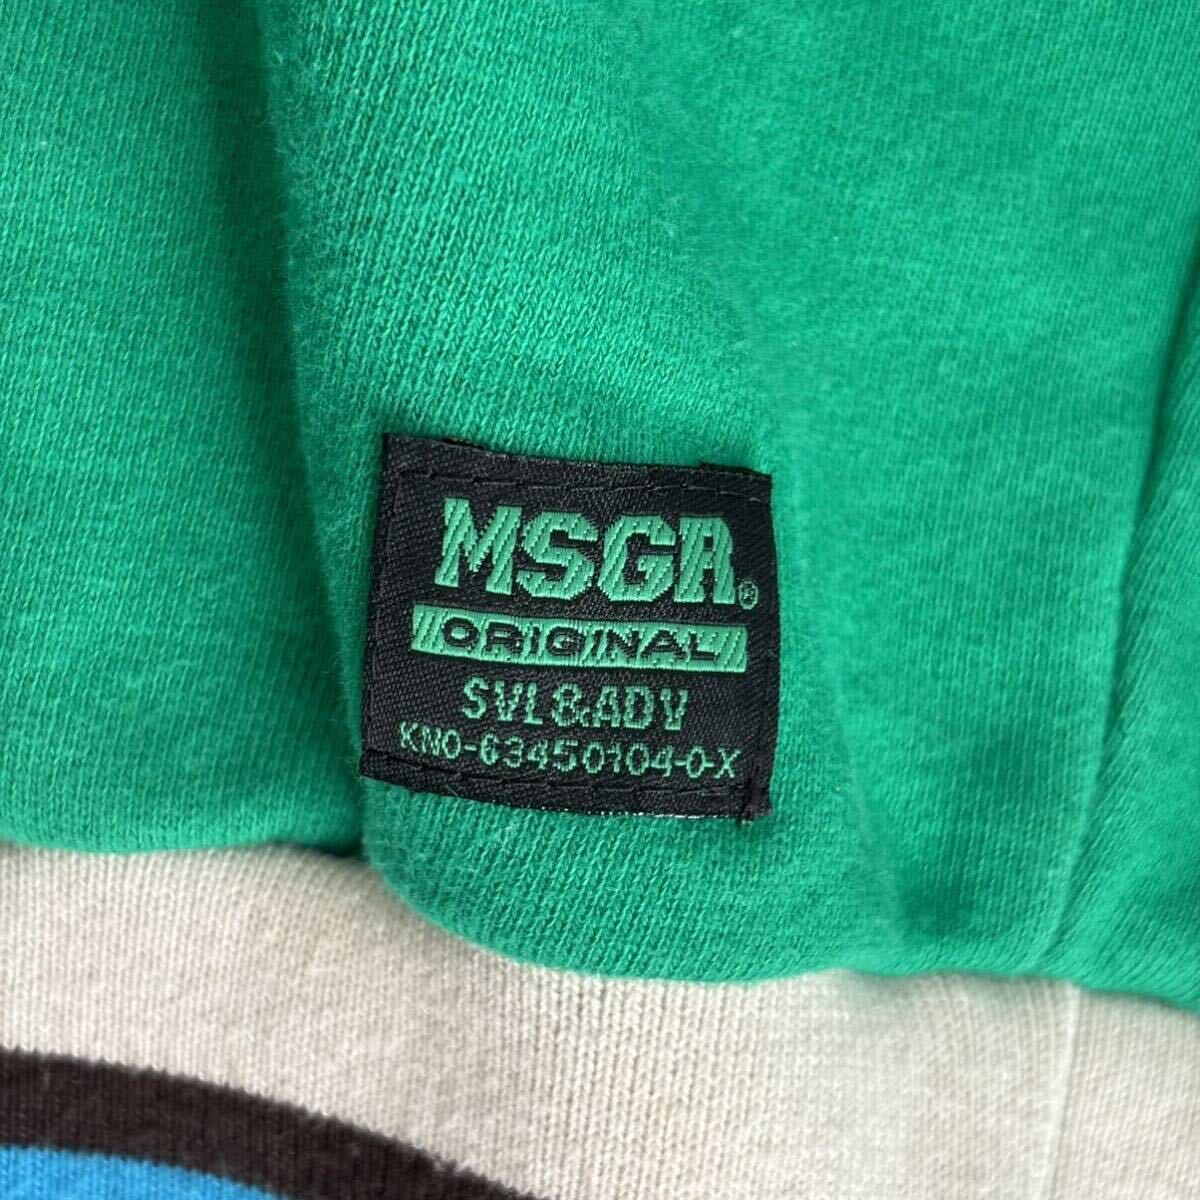 MSGR.®
ORIGINAL
SVL&ADV
KNO-63450104-0-X